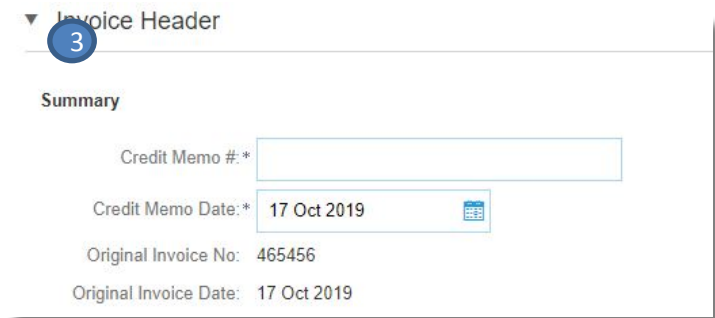 ▼ Invoice Header
3
Summary
Credit Memo #:*
Credit Memo Date:* 17 Oct 2019
Original Invoice No: 465456
Original Invoice Date: 17 Oct 2019